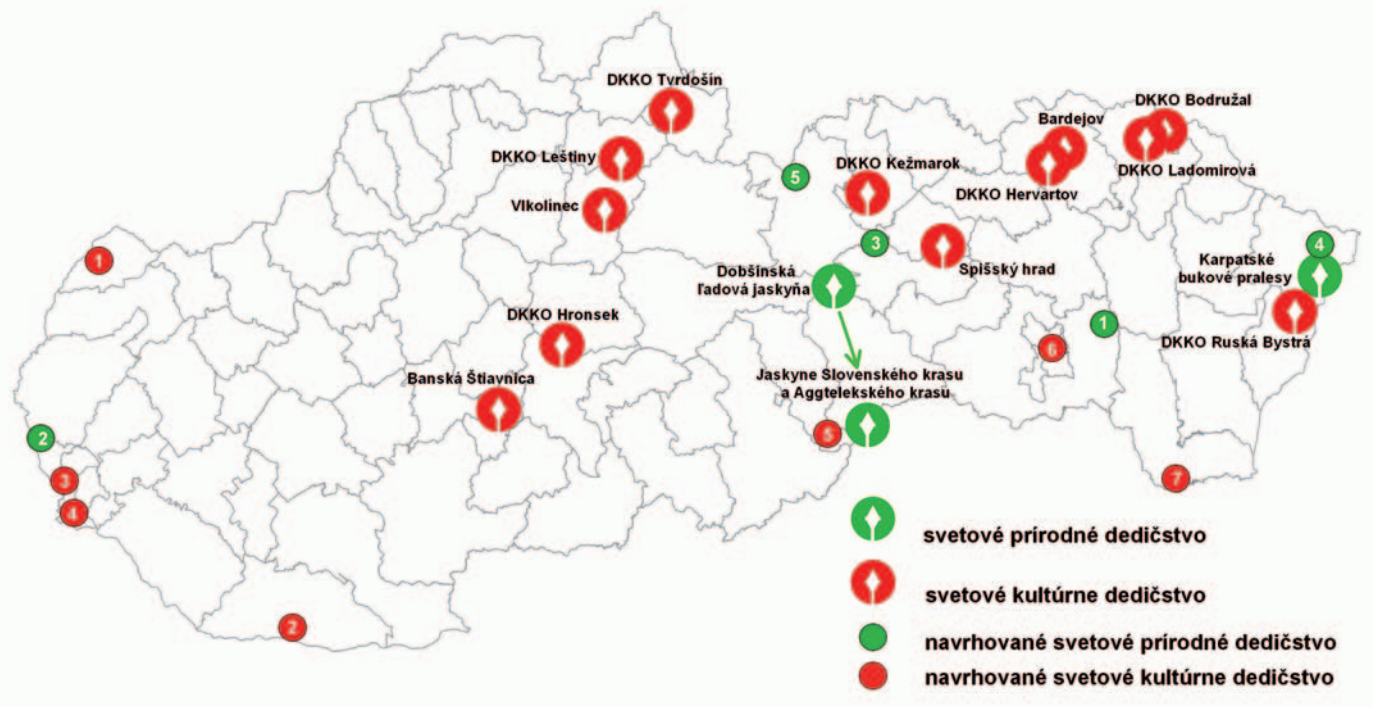 DKKO Tvrdošín
DKKO Leštiny
Vlkolínec
DKKO Bodružal
Bardejov
DKKO Ladomirová
DKKO Hervartov
DKKO Kežmarok
5
3
Spišský hrad
Dobšinská
ľadová jaskyňa
4
Karpatské
bukové pralesy
DKKO Ruská Bystrá
1
6
1
DKKO Hronsek
Banská Štiavnica
Jaskyne Slovenského krasu
a Aggtelekského krasu
5
2
3
4
7
2
svetové prírodné dedičstvo
svetové kultúrne dedičstvo
navrhované svetové prírodné dedičstvo
navrhované svetové kultúrne dedičstvo